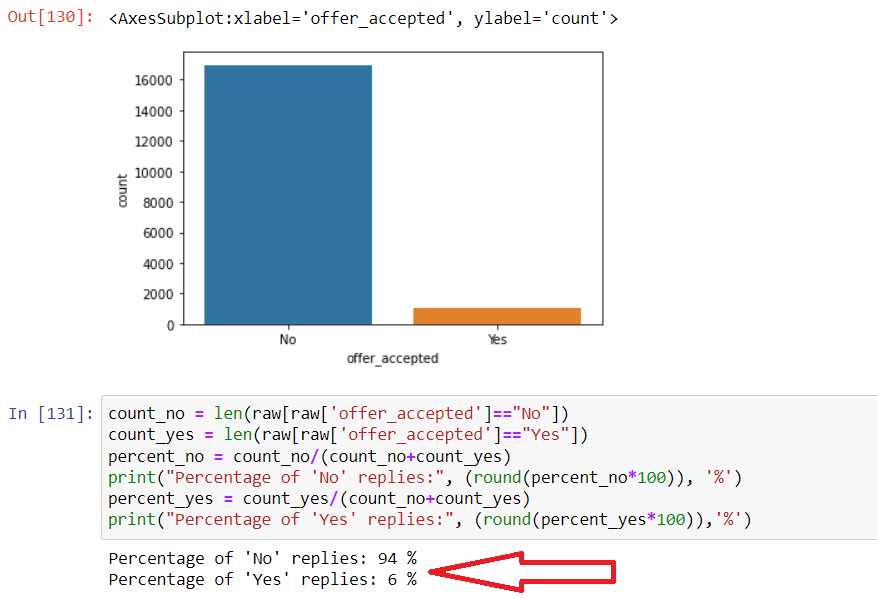 Out[130]: <AxesSubplot:xlabel='offer_accepted', ylabel='count'>
16000
14000
12000
10000
8000
6000
4000
2000
0
count
No Yes
offer_accepted
In [131]: count_no = len(raw[raw['offer_accepted']=="No"])
count_yes = len(raw[raw['offer_accepted']=="Yes"])
percent_no = count_no/(count_no+count_yes)
print("Percentage of 'No' replies:", (round(percent_no*100)), '%')
percent_yes = count_yes/(count_no+count_yes)
print("Percentage of 'Yes' replies:", (round(percent_yes*100)),'%')
Percentage of 'No' replies: 94 %
Percentage of 'Yes' replies: 6 %